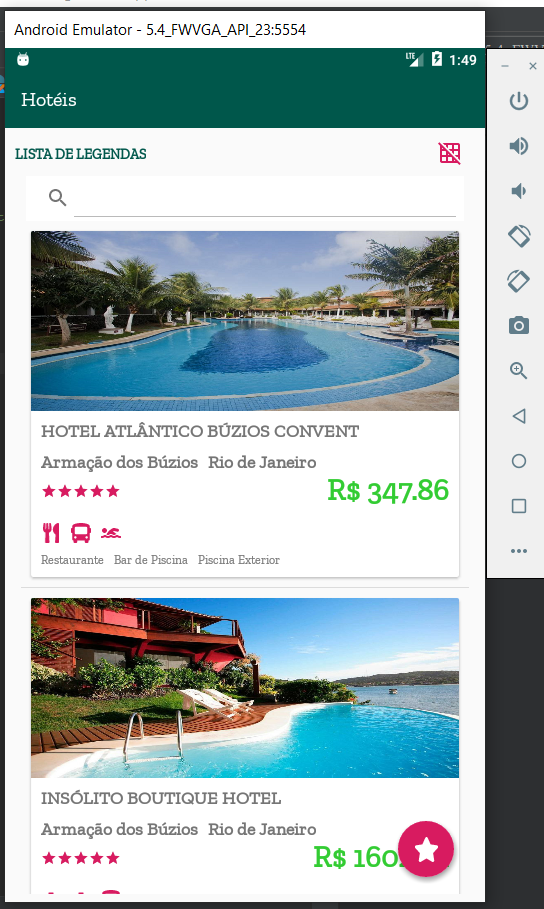 Android Emulator - 5.4_FWVGA_API_23:5554
LTE 1:49
Hotéis
LISTA DE LEGENDAS
HOTEL ATLÂNTICO BÚZIOS CONVENT
Armação dos Búzios Rio de Janeiro
R$ 347.86
Restaurante Bar de Piscina Piscina Exterior
INSÓLITO BOUTIQUE HOTEL
Armação dos Búzios Rio de Janeiro
R$ 160.